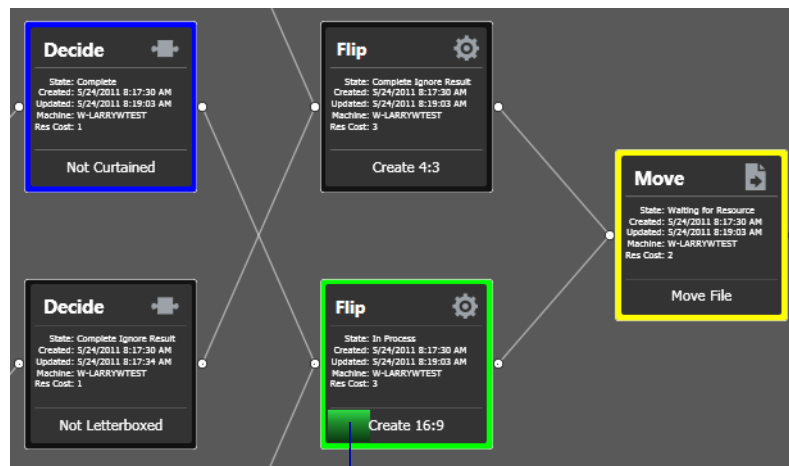 Decide
State: Complete
Created: 5/24/2011 8:17:30 AM
Updated: 5/24/2011 8:19:03 AM
Machine: W-LARRYWTEST
Res Cost: 1
Not Curtained
Flip
State: Complete Ignore Result
Created: 5/24/2011 8:17:30 AM
Updated: 5/24/2011 8:19:03 AM
Machine: W-LARRYWTEST
Res Cost: 3
Create 4:3
Move
State: Waiting for Resource
Created: 5/24/2011 8:17:30 AM
Updated: 5/24/2011 8:19:03 AM
Machine: W-LARRYWTEST
Res Cost: 2
Move File
Decide
State: Complete Ignore Result
Created: 5/24/2011 8:17:30 AM
Updated: 5/24/2011 8:17:34 AM
Machine: W-LARRYWTEST
Res Cost: 1
Not Letterboxed
Flip
State: In Process
Created: 5/24/2011 8:17:30 AM
Updated: 5/24/2011 8:19:03 AM
Machine: W-LARRYWTEST
Res Cost: 3
Create 16:9